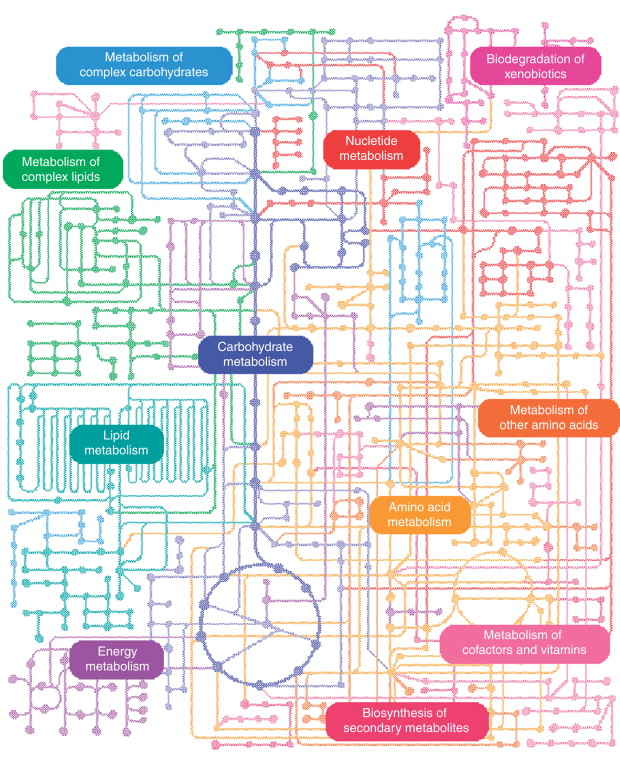 Metabolism of
complex carbohydrates
Biodegradation of
xenobiotics
Nucletide
metabolism
Metabolism of
complex lipids
Carbohydrate
metabolism
Metabolism of
other amino acids
Lipid
metabolism
Amino acid
metabolism
Metabolism of
cofactors and vitamins
Energy
metabolism
Biosynthesis of
secondary metabolites